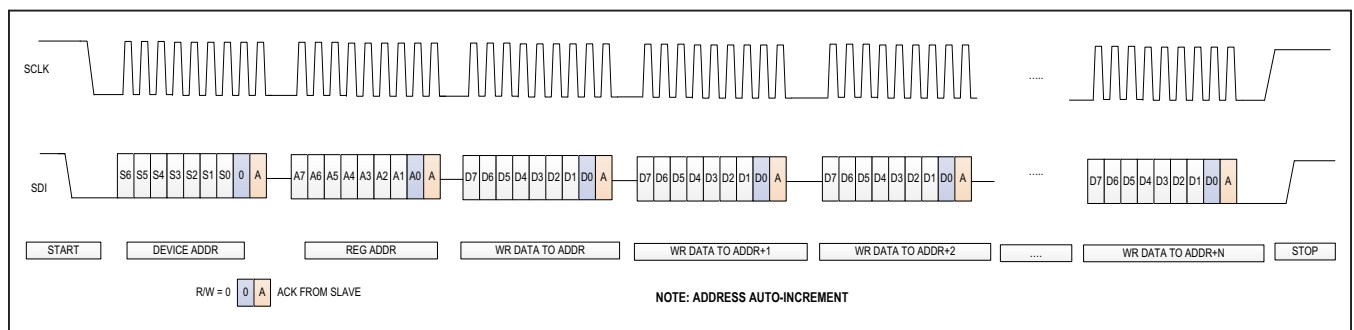 SCLK
.....
SDI
S6 S5 S4 S3 S2 S1 S0 0 A
A7 A6 A5 A4 A3 A2 A1 A0 A
D7 D6 D5 D4 D3 D2 D1 D0 A
D7 D6 D5 D4 D3 D2 D1 D0 A
D7 D6 D5 D4 D3 D2 D1 D0 A
.....
D7 D6 D5 D4 D3 D2 D1 D0 A
START
DEVICE ADDR
REG ADDR
WR DATA TO ADDR
WR DATA TO ADDR+1
WR DATA TO ADDR+2
....
WR DATA TO ADDR+N
STOP
R/W = 0 0 A ACK FROM SLAVE
NOTE: ADDRESS AUTO-INCREMENT